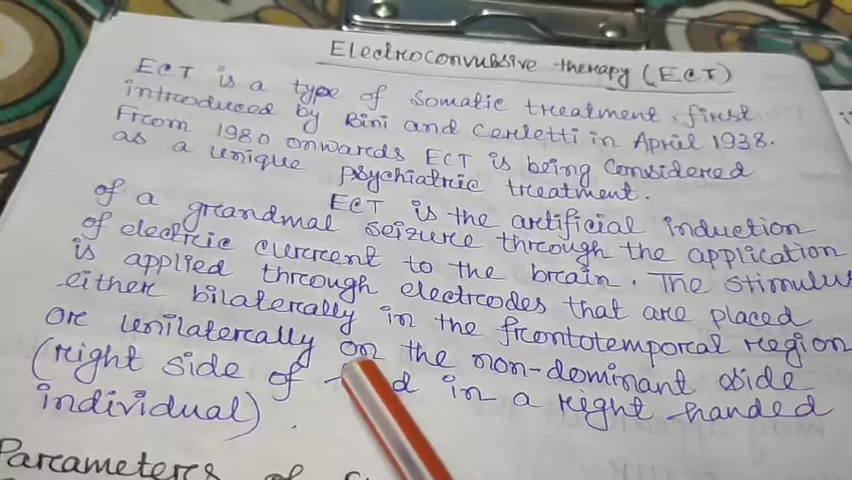 Electroconvulsive therapy (ECT)
ECT is a type of somatic treatment first
introduced by Bini and Cerletti in April 1938.
From 1980 onwards ECT is being considered
as a unique psychiatric treatment.
ECT is the artificial induction
of a grandmal seizure through the application
of electric current to the brain. The stimulus
is applied through electrodes that are placed
either bilaterally in the frontotemporal region
or unilaterally on the non-dominant side
(right side of in a right handed
individual).
Parameters of